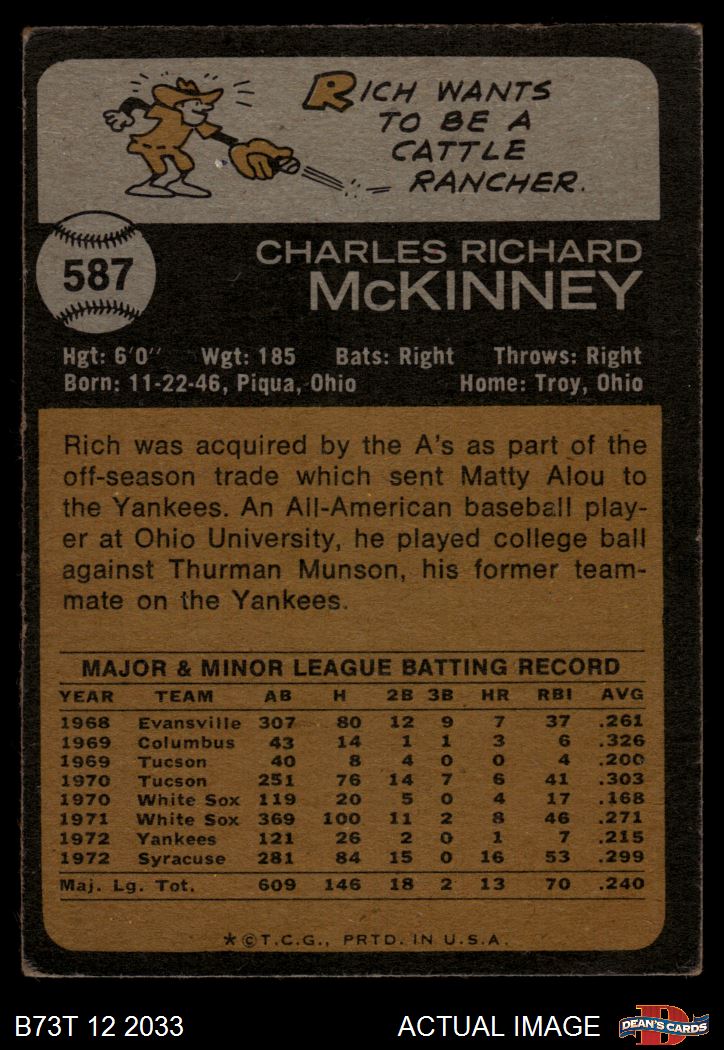 RICH WANTS
TO BE A
CATTLE
RANCHER.
587
CHARLES RICHARD
McKINNEY
Hgt: 6'0'' Wgt: 185 Bats: Right Throws: Right
Born: 11-22-46, Piqua, Ohio Home: Troy, Ohio
Rich was acquired by the A's as part of the
off-season trade which sent Matty Alou to
the Yankees. An All-American baseball play-
er at Ohio University, he played college ball
against Thurman Munson, his former team-
mate on the Yankees.
MAJOR & MINOR LEAGUE BATTING RECORD
YEAR TEAM AB H 2B 3B HR RBI AVG
1968 Evansville 307 80 12 9 7 37 .261
1969 Columbus 43 14 1 1 3 6 .326
1969 Tucson 40 8 4 0 0 4 .200
1970 Tucson 251 76 14 7 6 41 .303
1970 White Sox 119 20 5 0 4 17 .168
1971 White Sox 369 100 11 2 8 46 .271
1972 Yankees 121 26 2 0 1 7 .215
1972 Syracuse 281 84 15 0 16 53 .299
Maj. Lg. Tot. 609 146 18 2 13 70 .240
*©T.C.G., PRTD. IN U.S.A.
B73T 12 2033 ACTUAL IMAGE
D
DEAN'S CARDS